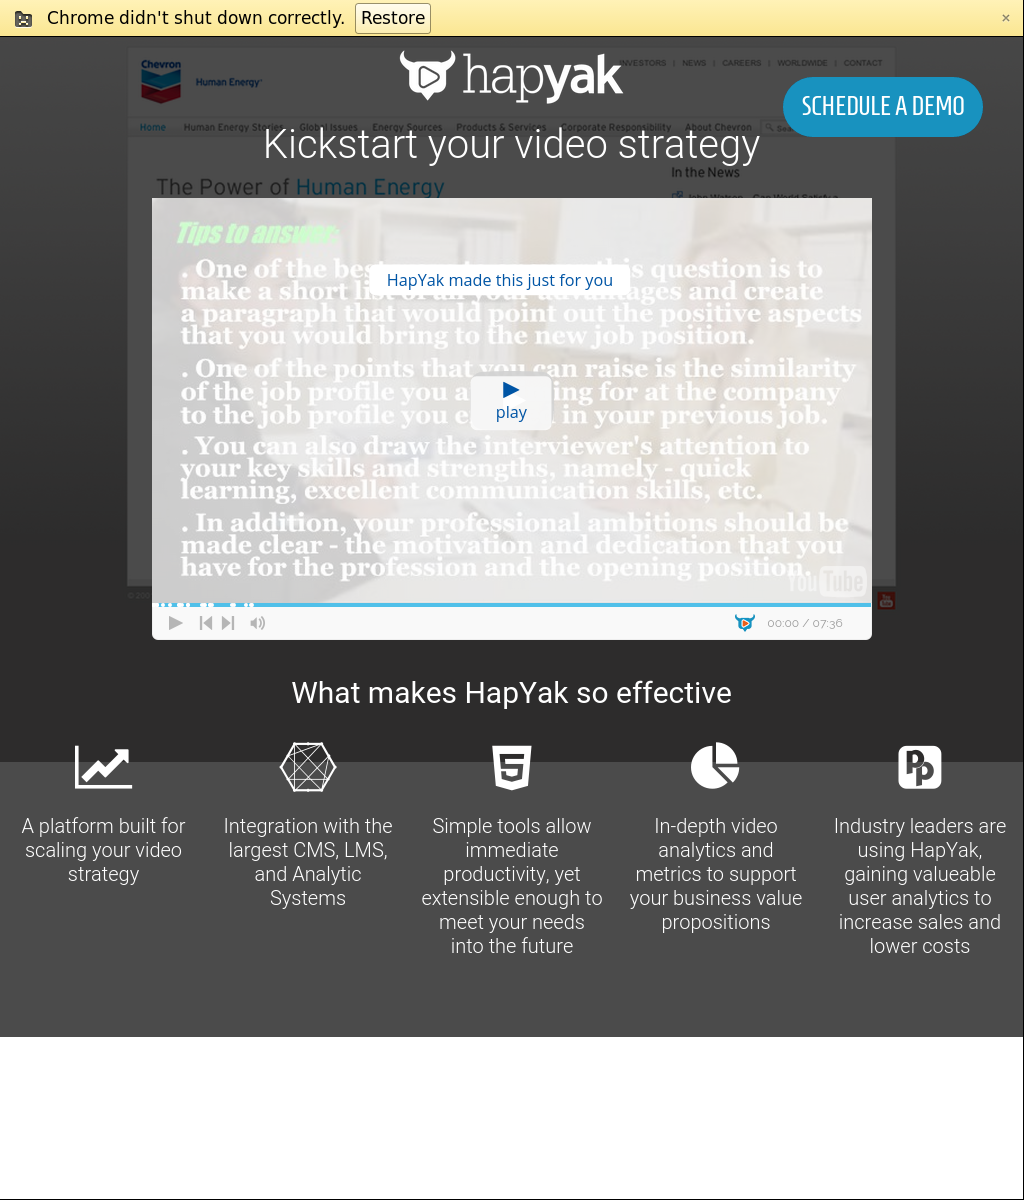 Chrome didn't shut down correctly. Restore ×
Chevron
Human Energy
INVESTORS | NEWS | CAREERS | WORLDWIDE | CONTACT
hapyak
SCHEDULE A DEMO
Home Human Energy Stories Global Issues Energy Sources Products & Services Corporate Responsibility About Chevron
Kickstart your video strategy
In the News
The Power of Human Energy
Tips to answer:
. One of the best this question is to
HapYak made this just for you
make a short list of all your advantages and create
a paragraph that would point out the positive aspects
that you would bring to the new job position.
. One of the points that you can raise is the similarity
of the job profile you at the company
to the job profile you in your previous job.
play
. You can also draw the interviewer's attention to
your key skills and strengths, namely - quick
learning, excellent communication skills, etc.
. In addition, your professional ambitions should be
made clear - the motivation and dedication that you
have for the profession and the opening position.
YouTube
00:00 / 07:36
What makes HapYak so effective
A platform built for
scaling your video
strategy
Integration with the
largest CMS, LMS,
and Analytic
Systems
Simple tools allow
immediate
productivity, yet
extensible enough to
meet your needs
into the future
In-depth video
analytics and
metrics to support
your business value
propositions
Industry leaders are
using HapYak,
gaining valueable
user analytics to
increase sales and
lower costs